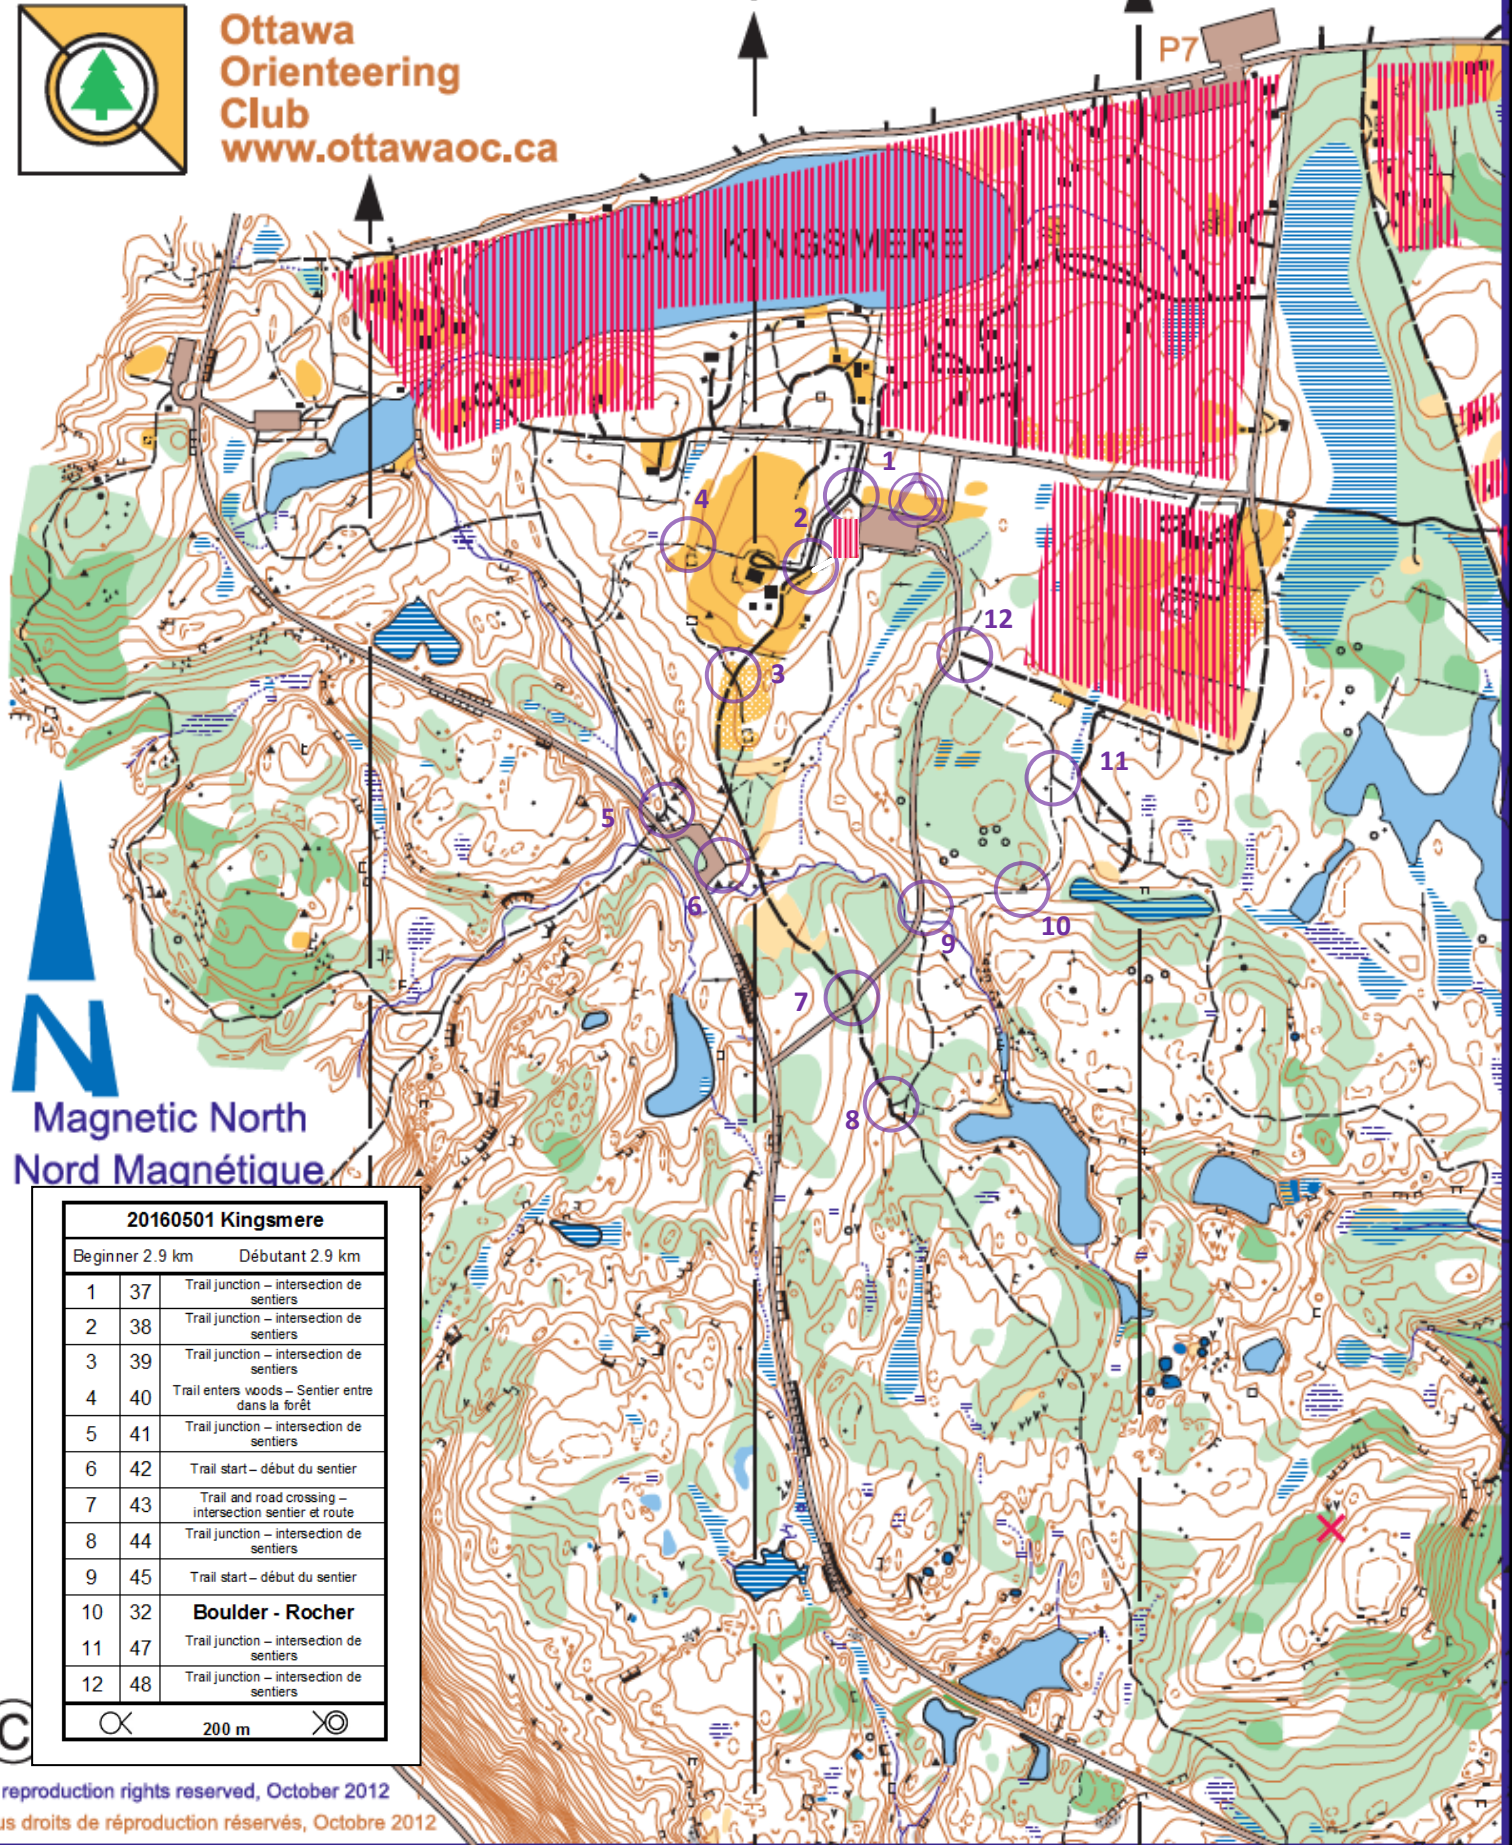 Ottawa
Orienteering
Club
www.ottawaoc.ca
P7
LAC KINGSMERE
1
4
2
12
3
11
5
6
10
9
7
8
N
Magnetic North
Nord Magnétique
20160501 Kingsmere
Beginner 2.9 km Débutant 2.9 km
1 37 Trail junction – intersection de
sentiers
2 38 Trail junction – intersection de
sentiers
3 39 Trail junction – intersection de
sentiers
4 40 Trail enters woods – Sentier entre
dans la forêt
5 41 Trail junction – intersection de
sentiers
6 42 Trail start – début du sentier
7 43 Trail and road crossing –
intersection sentier et route
8 44 Trail junction – intersection de
sentiers
9 45 Trail start – début du sentier
10 32 Boulder - Rocher
11 47 Trail junction – intersection de
sentiers
12 48 Trail junction – intersection de
sentiers
200 m
©
reproduction rights reserved, October 2012
us droits de réproduction réservés, Octobre 2012